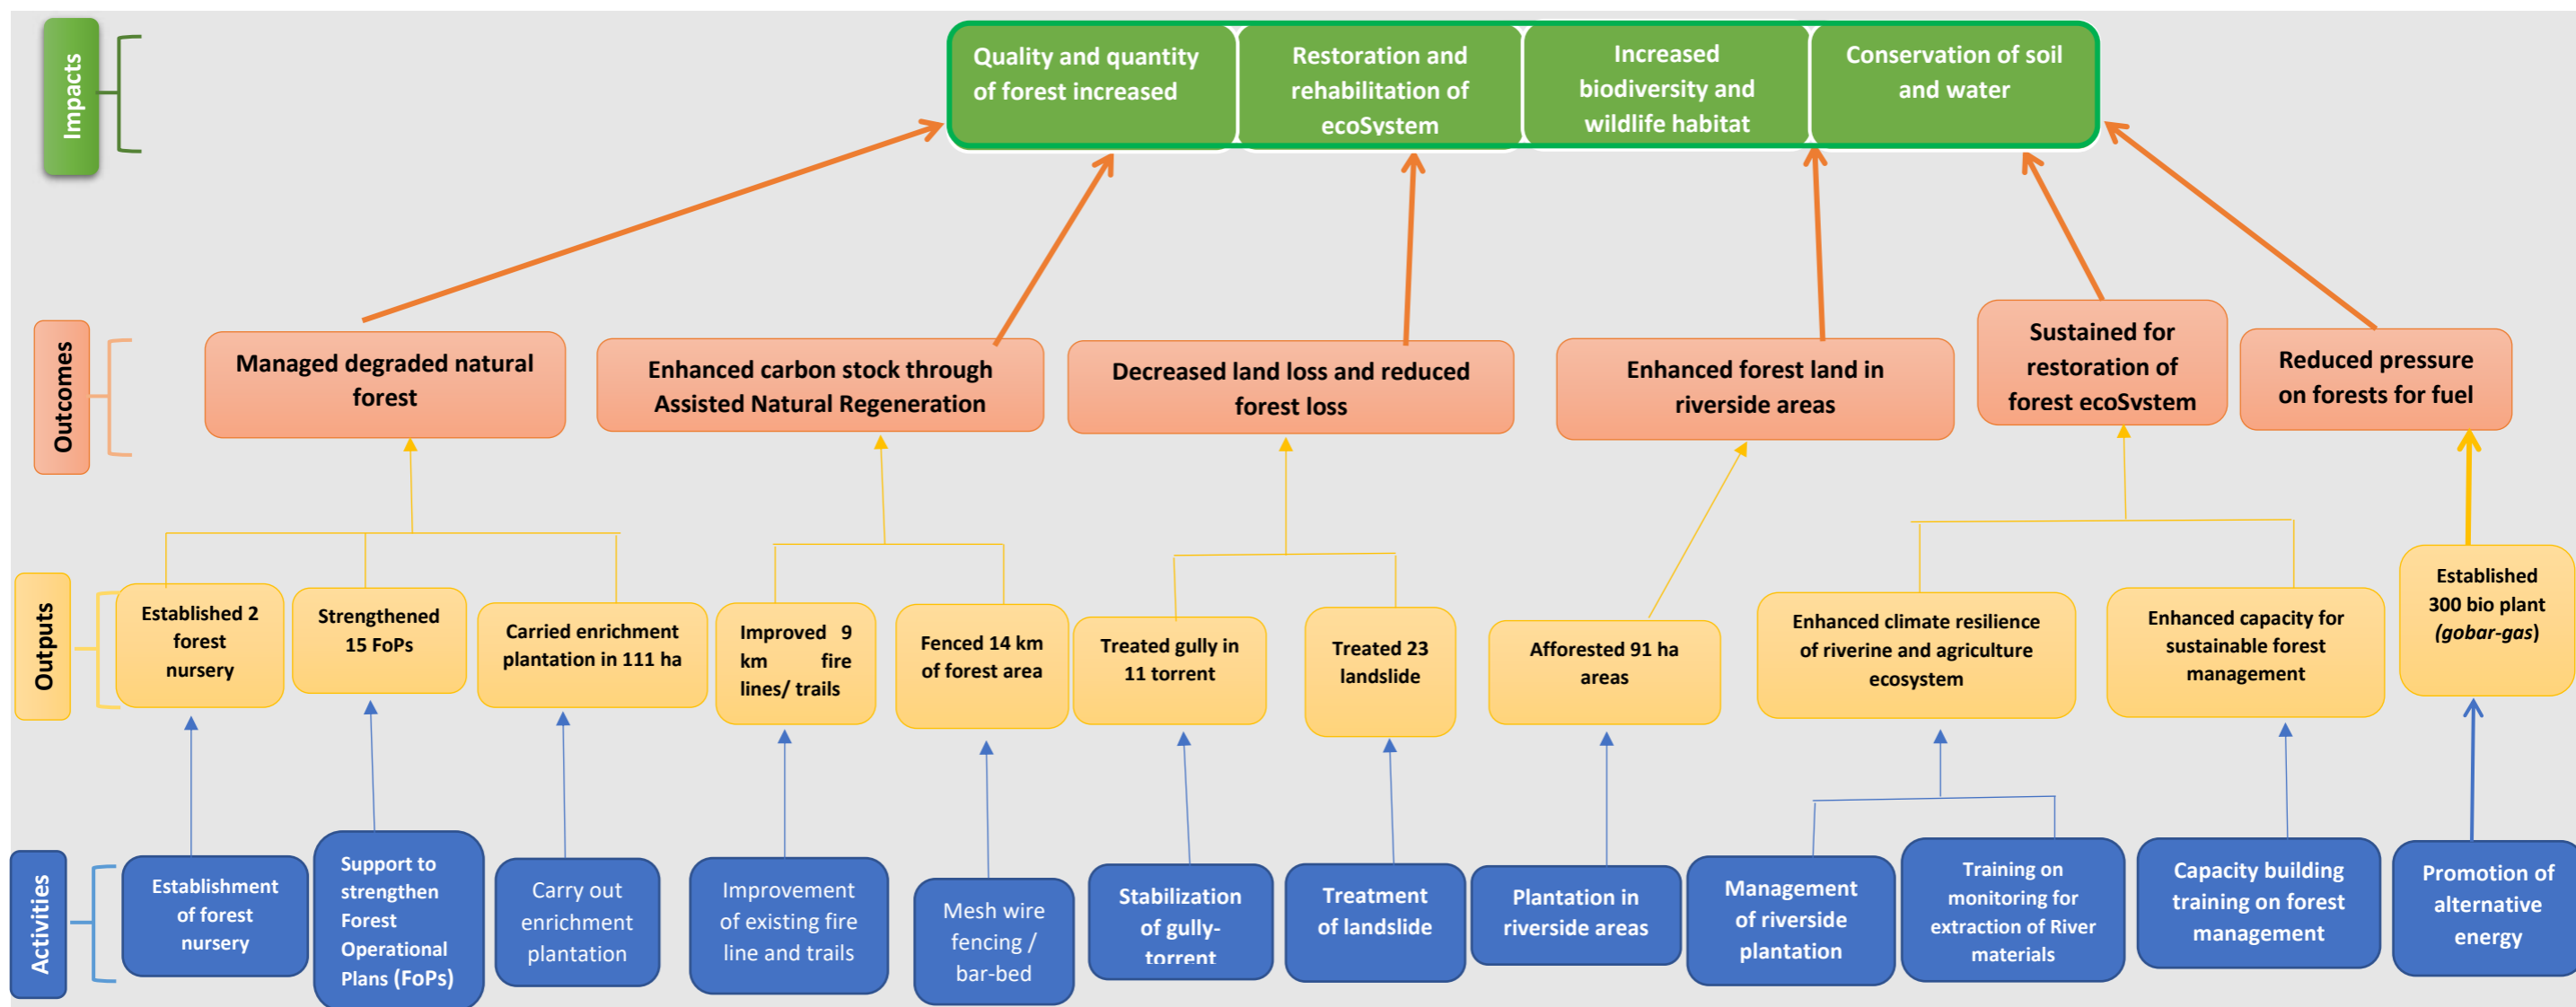 Impacts
Quality and quantity
of forest increased
Restoration and
rehabilitation of
ecoSystem
Increased
biodiversity and
wildlife habitat
Conservation of soil
and water
Outcomes
Managed degraded natural
forest
Enhanced carbon stock through
Assisted Natural Regeneration
Decreased land loss and reduced
forest loss
Enhanced forest land in
riverside areas
Sustained for
restoration of
forest ecoSystem
Reduced pressure
on forests for fuel
Outputs
Established 2
forest
nursery
Strengthened
15 FoPs
Carried enrichment
plantation in 111 ha
Improved 9
km fire
lines/ trails
Fenced 14 km
of forest area
Treated gully in
11 torrent
Treated 23
landslide
Afforested 91 ha
areas
Enhanced climate resilience
of riverine and agriculture
ecosystem
Enhanced capacity for
sustainable forest
management
Established
300 bio plant
(gobar-gas)
Activities
Establishment
of forest
nursery
Support to
strengthen
Forest
Operational
Plans (FoPs)
Carry out
enrichment
plantation
Improvement
of existing fire
line and trails
Mesh wire
fencing /
bar-bed
Stabilization
of gully-
torrent
Treatment
of landslide
Plantation in
riverside areas
Management
of riverside
plantation
Training on
monitoring for
extraction of River
materials
Capacity building
training on forest
management
Promotion of
alternative
energy